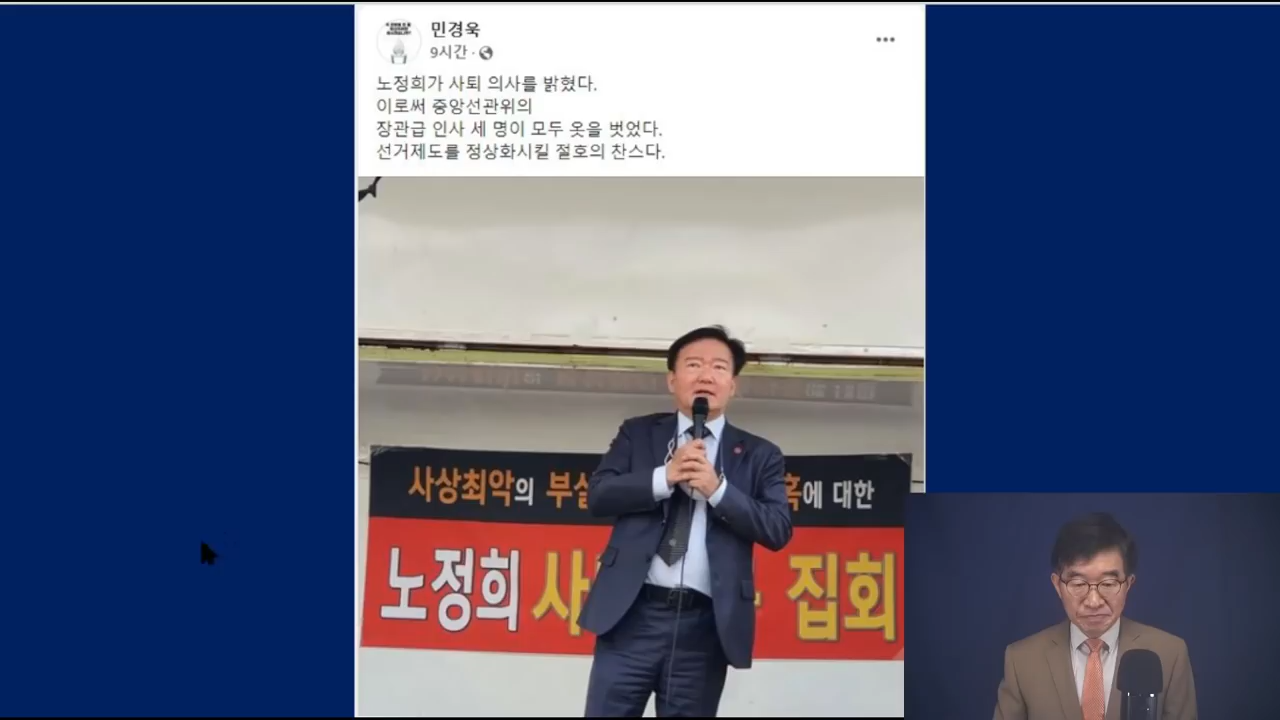 민경욱
9시간 ·
노정희가 사퇴 의사를 밝혔다.
이로써 중앙선관위의
장관급 인사 세 명이 모두 옷을 벗었다.
선거제도를 정상화시킬 절호의 찬스다.
사상최악의 부실 혹에 대한
노정희 사 집회